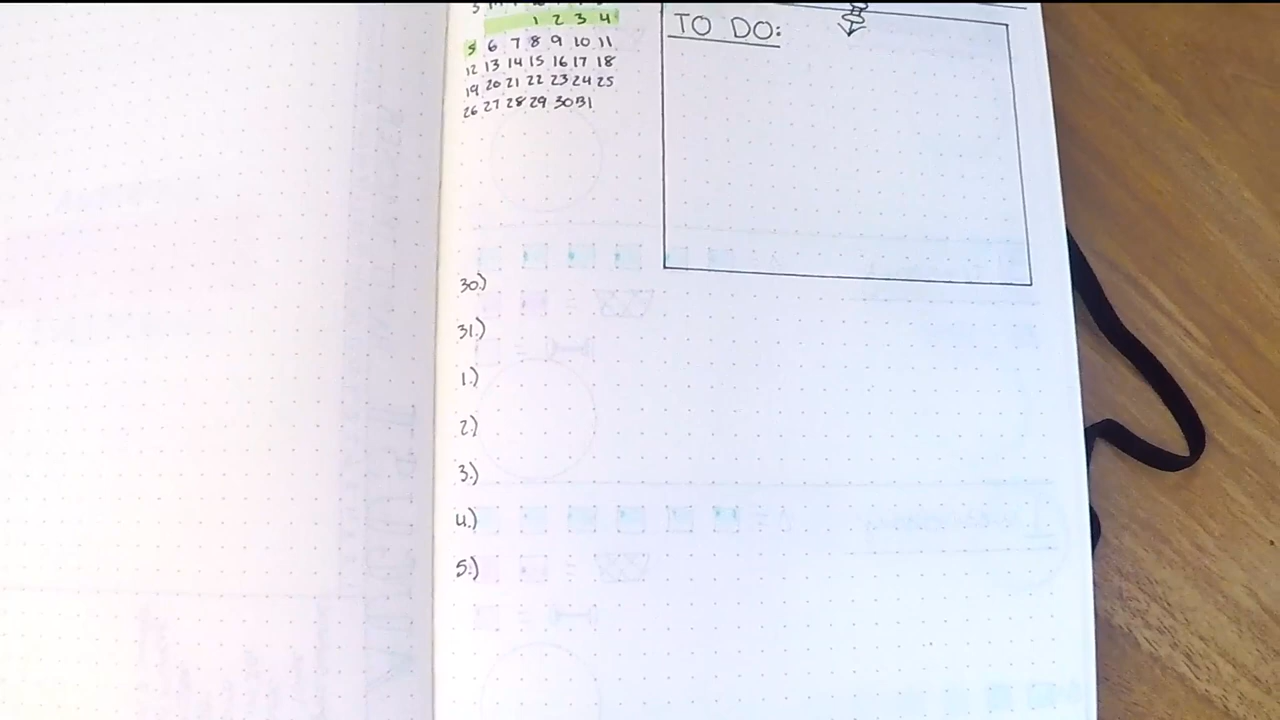 TO DO:
1 2 3 4
5 6 7 8 9 10 11
12 13 14 15 16 17 18
19 20 21 22 23 24 25
26 27 28 29 30 31
30.)
31.)
1.)
2.)
3.)
4.)
5.)